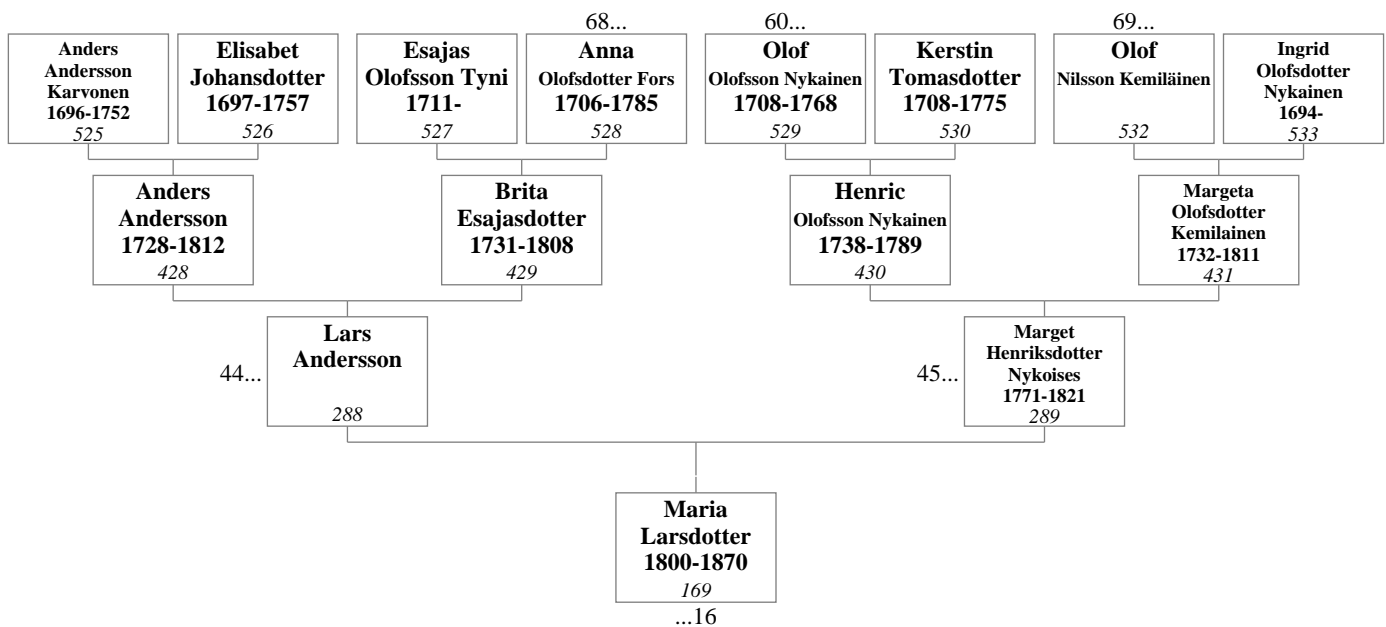 68...
60...
69...
Anders
Andersson
Karvonen
1696-1752
525
Elisabet
Johansdotter
1697-1757
526
Esajas
Olofsson Tyni
1711-
527
Anna
Olofsdotter Fors
1706-1785
528
Olof
Olofsson Nykainen
1708-1768
529
Kerstin
Tomasdotter
1708-1775
530
Olof
Nilsson Kemiläinen
532
Ingrid
Olofsdotter
Nykainen
1694-
533
Anders
Andersson
1728-1812
428
Brita
Esajasdotter
1731-1808
429
Henric
Olofsson Nykainen
1738-1789
430
Margeta
Olofsdotter
Kemilainen
1732-1811
431
44...
Lars
Andersson
288
45...
Marget
Henriksdotter
Nykoises
1771-1821
289
Maria
Larsdotter
1800-1870
169
...16